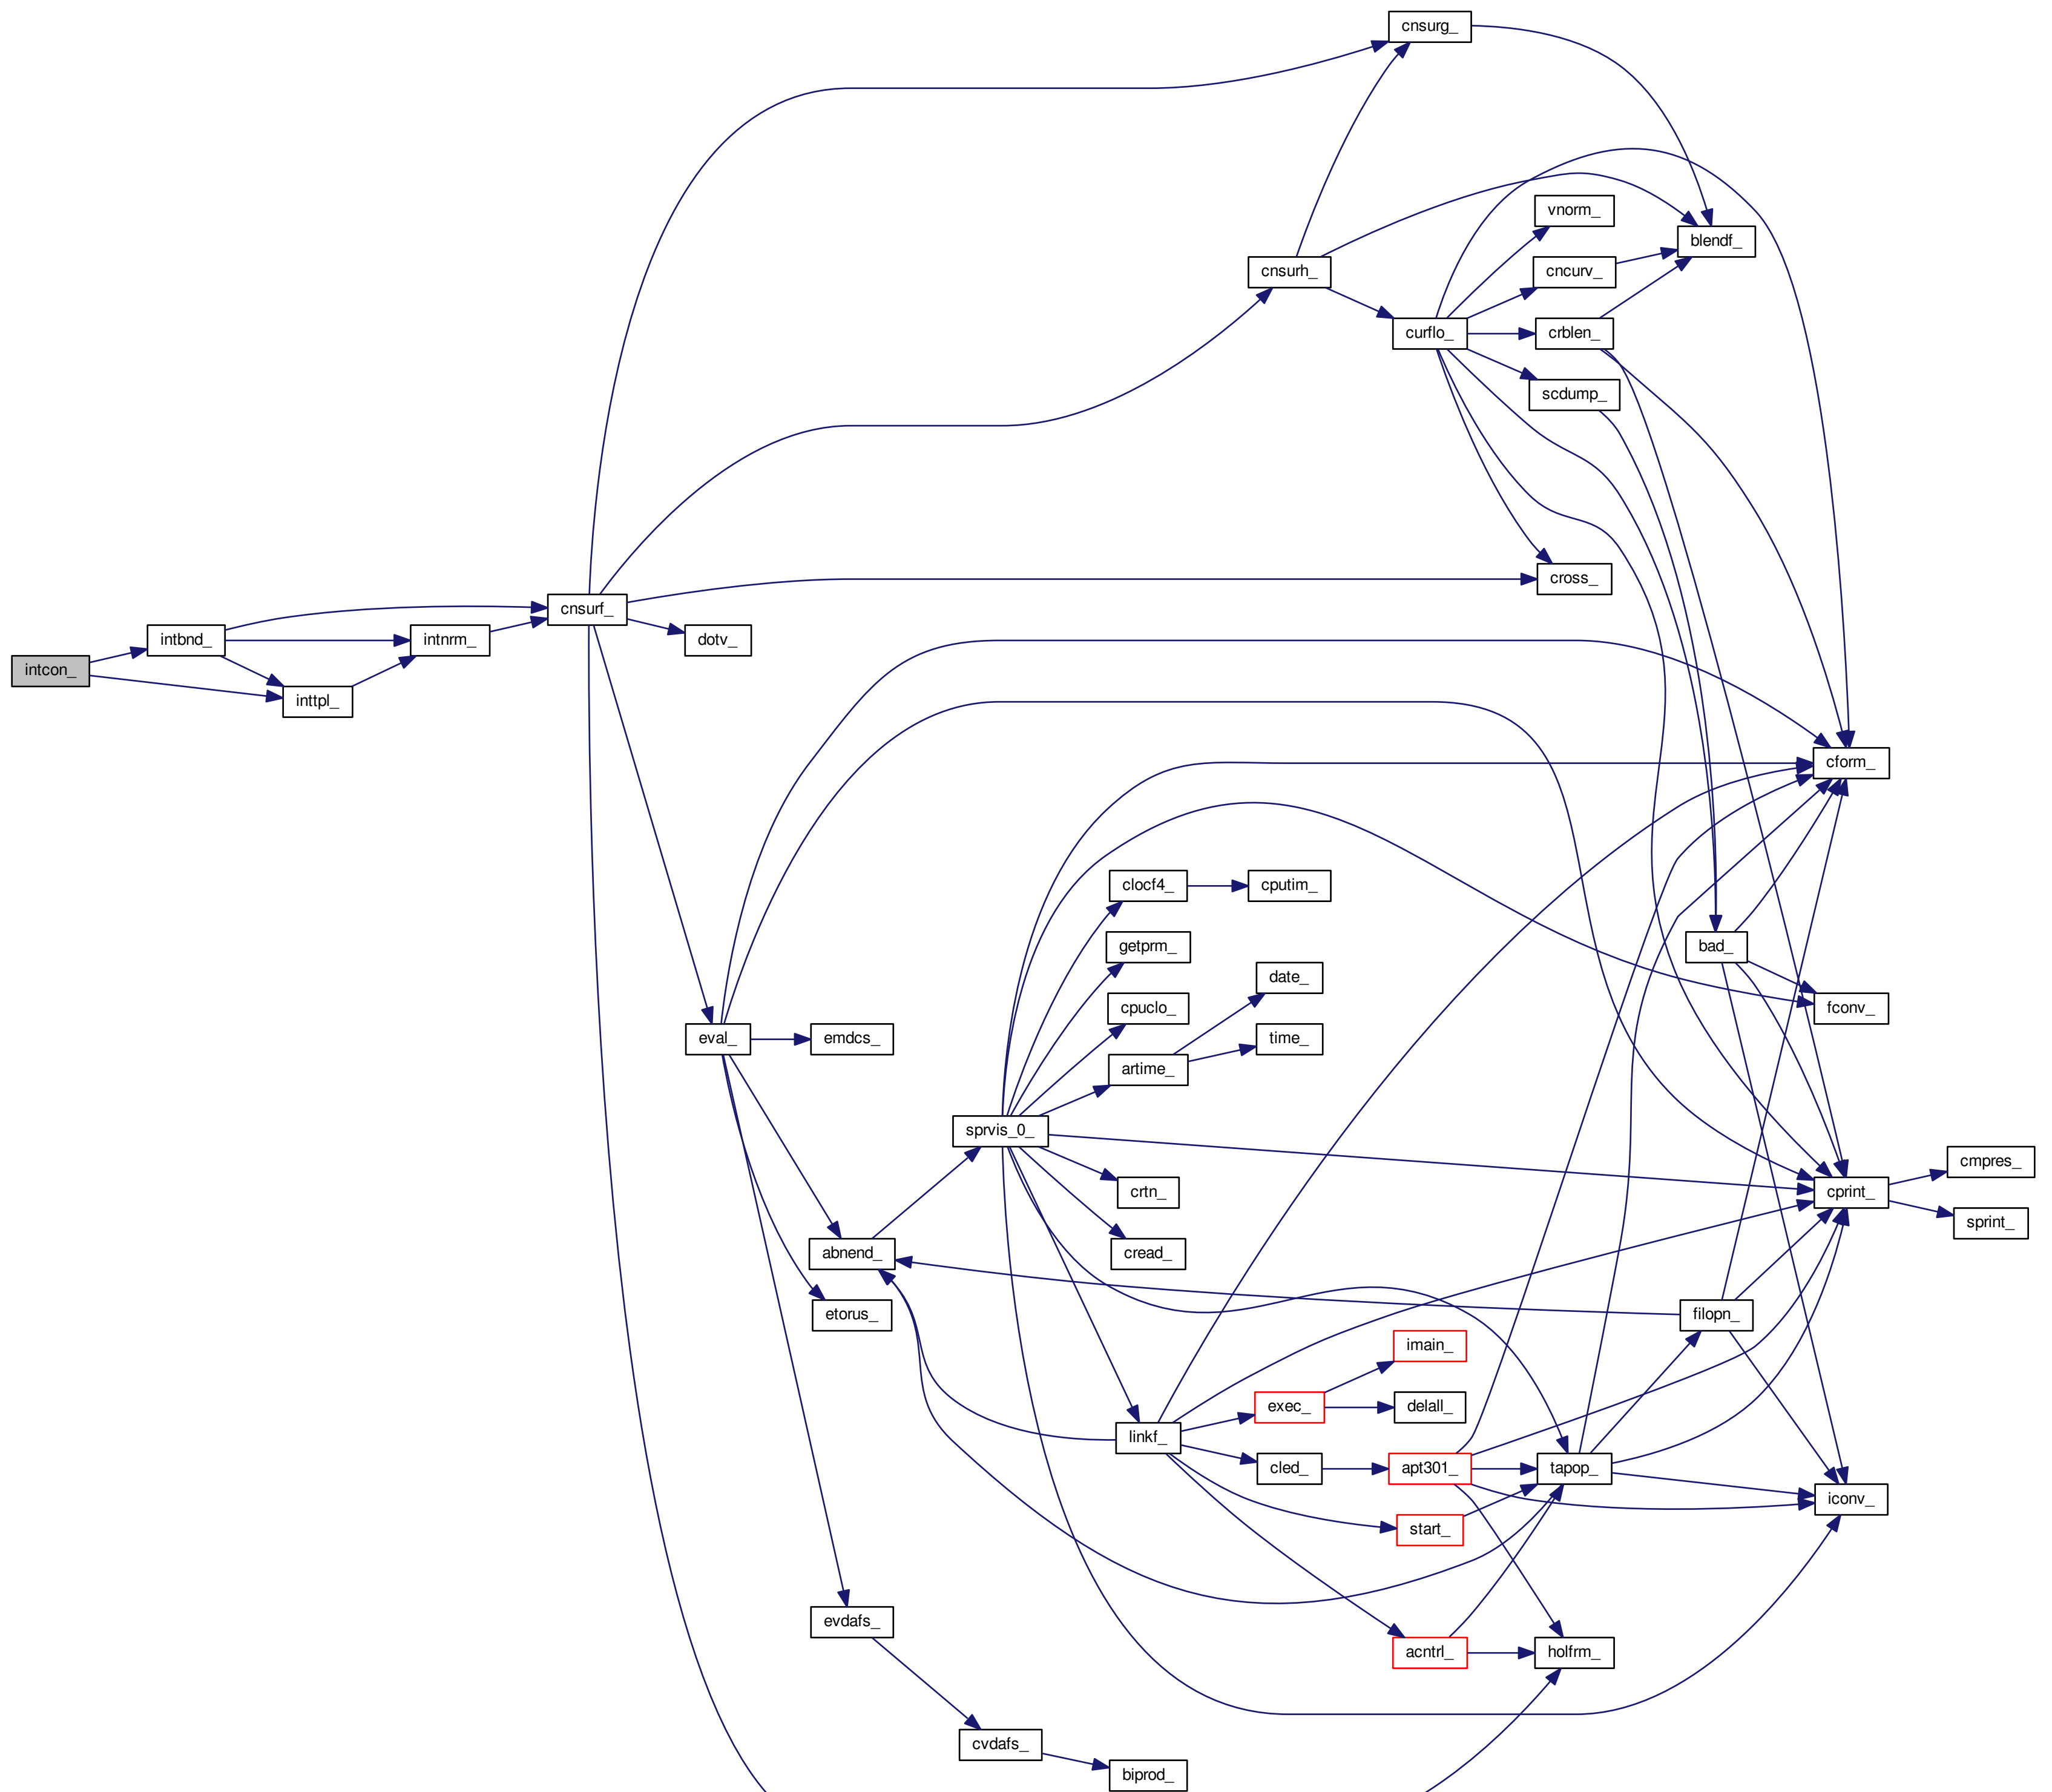 cnsurg_
vnorm_
blendf_
cnsurh_
cncurv_
curflo_
crblen_
scdump_
cross_
cnsurf_
intbnd_
intnrm_
dotv_
intcon_
inttpl_
cform_
clocf4_
cputim_
getprm_
bad_
date_
cpuclo_
fconv_
eval_
emdcs_
time_
artime_
sprvis_0_
cmpres_
crtn_
cprint_
sprint_
abnend_
cread_
etorus_
filopn_
imain_
exec_
delall_
linkf_
cled_
apt301_
tapop_
iconv_
start_
evdafs_
acntrl_
holfrm_
cvdafs_
biprod_